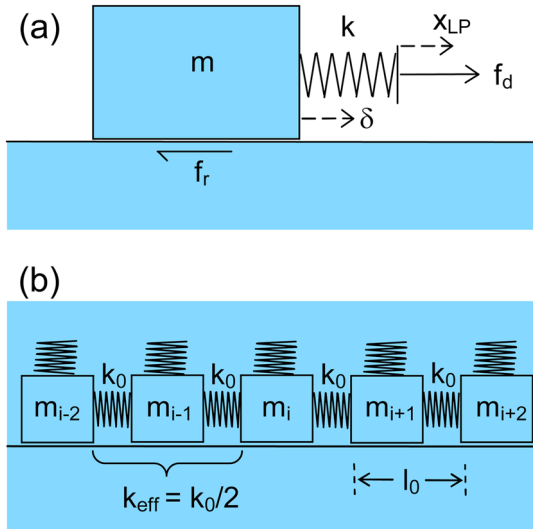 (a)
k
x_LP
m
f_d
δ
f_r
(b)
k_0 k_0 k_0 k_0
m_i-2 m_i-1 m_i m_i+1 m_i+2
k_eff = k_0/2
l_0